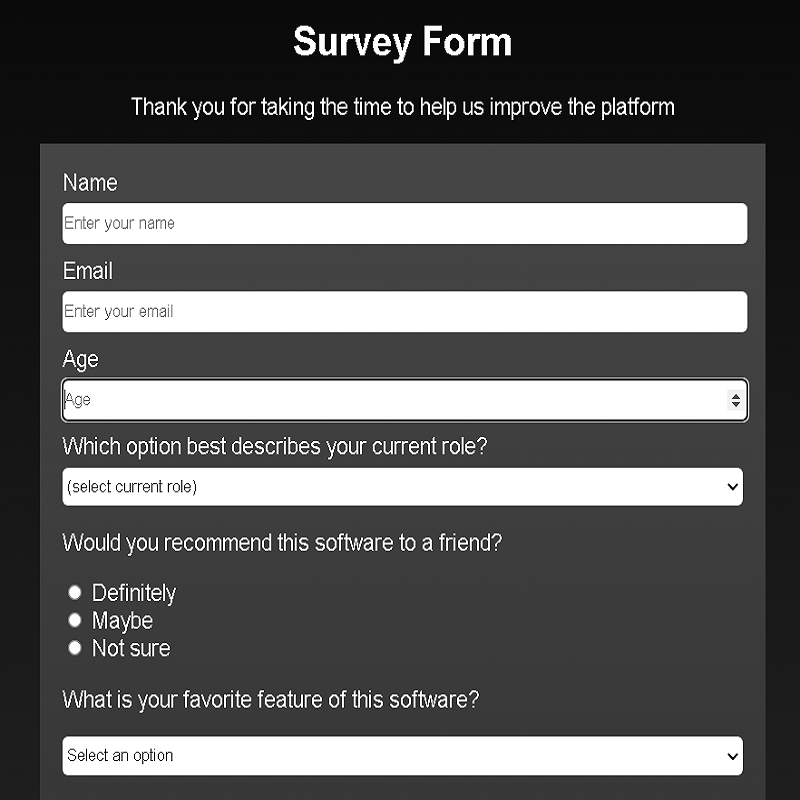 Survey Form
Thank you for taking the time to help us improve the platform
Name
Enter your name
Email
Enter your email
Age
Age
Which option best describes your current role?
(select current role)
Would you recommend this software to a friend?
Definitely
Maybe
Not sure
What is your favorite feature of this software?
Select an option